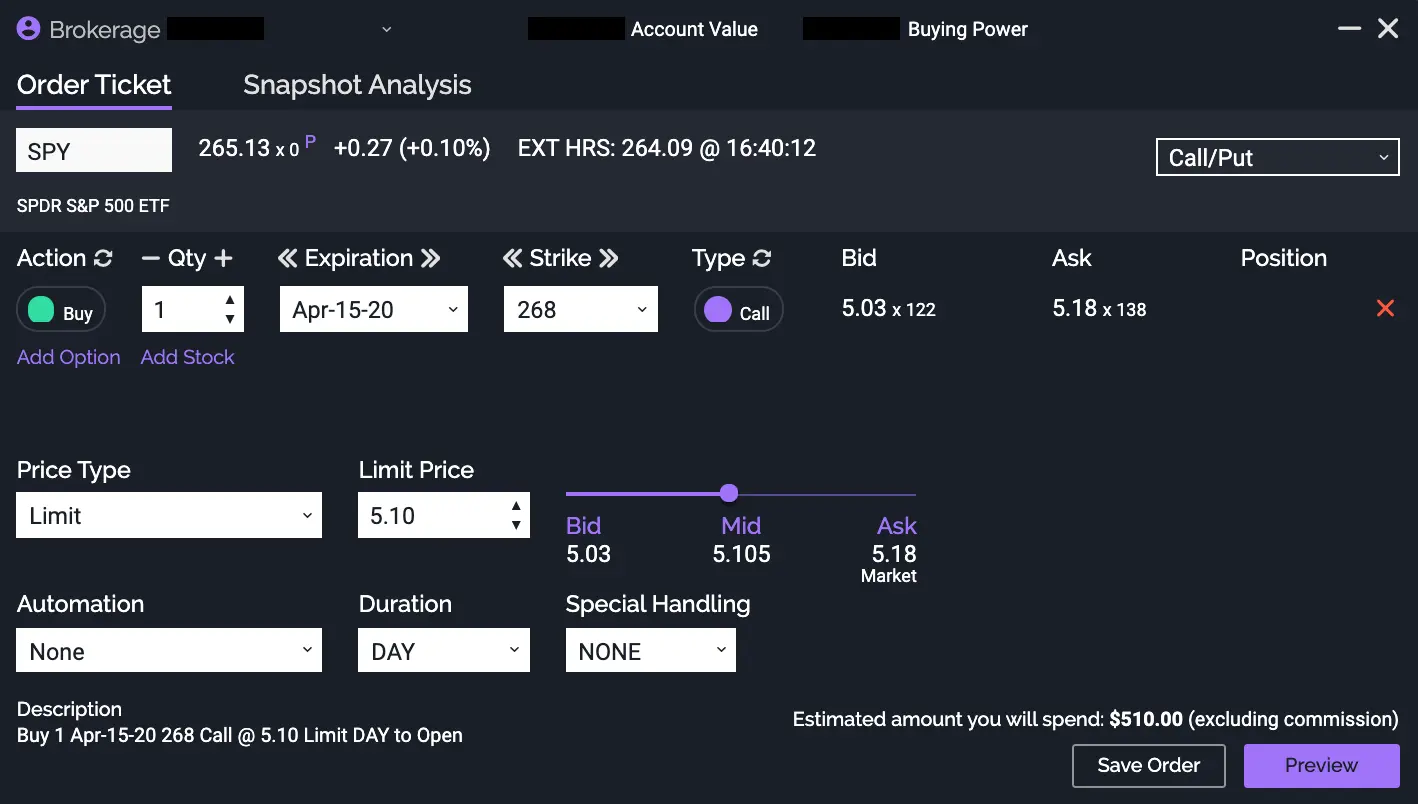 Brokerage Account Value Buying Power
Order Ticket Snapshot Analysis
SPY 265.13 x 0 P +0.27 (+0.10%) EXT HRS: 264.09 @ 16:40:12 Call/Put
SPDR S&P 500 ETF
Action Qty Expiration Strike Type Bid Ask Position
Buy 1 Apr-15-20 268 Call 5.03 x 122 5.18 x 138
Add Option Add Stock
Price Type Limit Price
Limit 5.10
Bid Mid Ask
5.03 5.105 5.18
Market
Automation Duration Special Handling
None DAY NONE
Description
Buy 1 Apr-15-20 268 Call @ 5.10 Limit DAY to Open
Estimated amount you will spend: $510.00 (excluding commission)
Save Order Preview